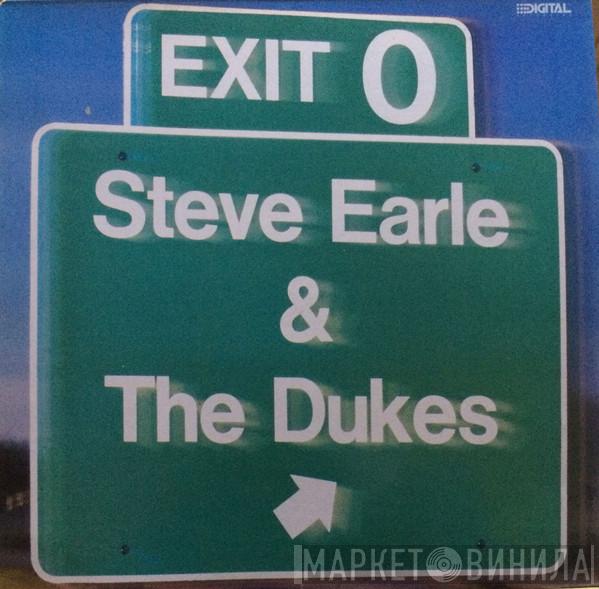 DIGITAL
EXIT 0
Steve Earle
&
The Dukes
МАРКЕТ ВИНИЛА